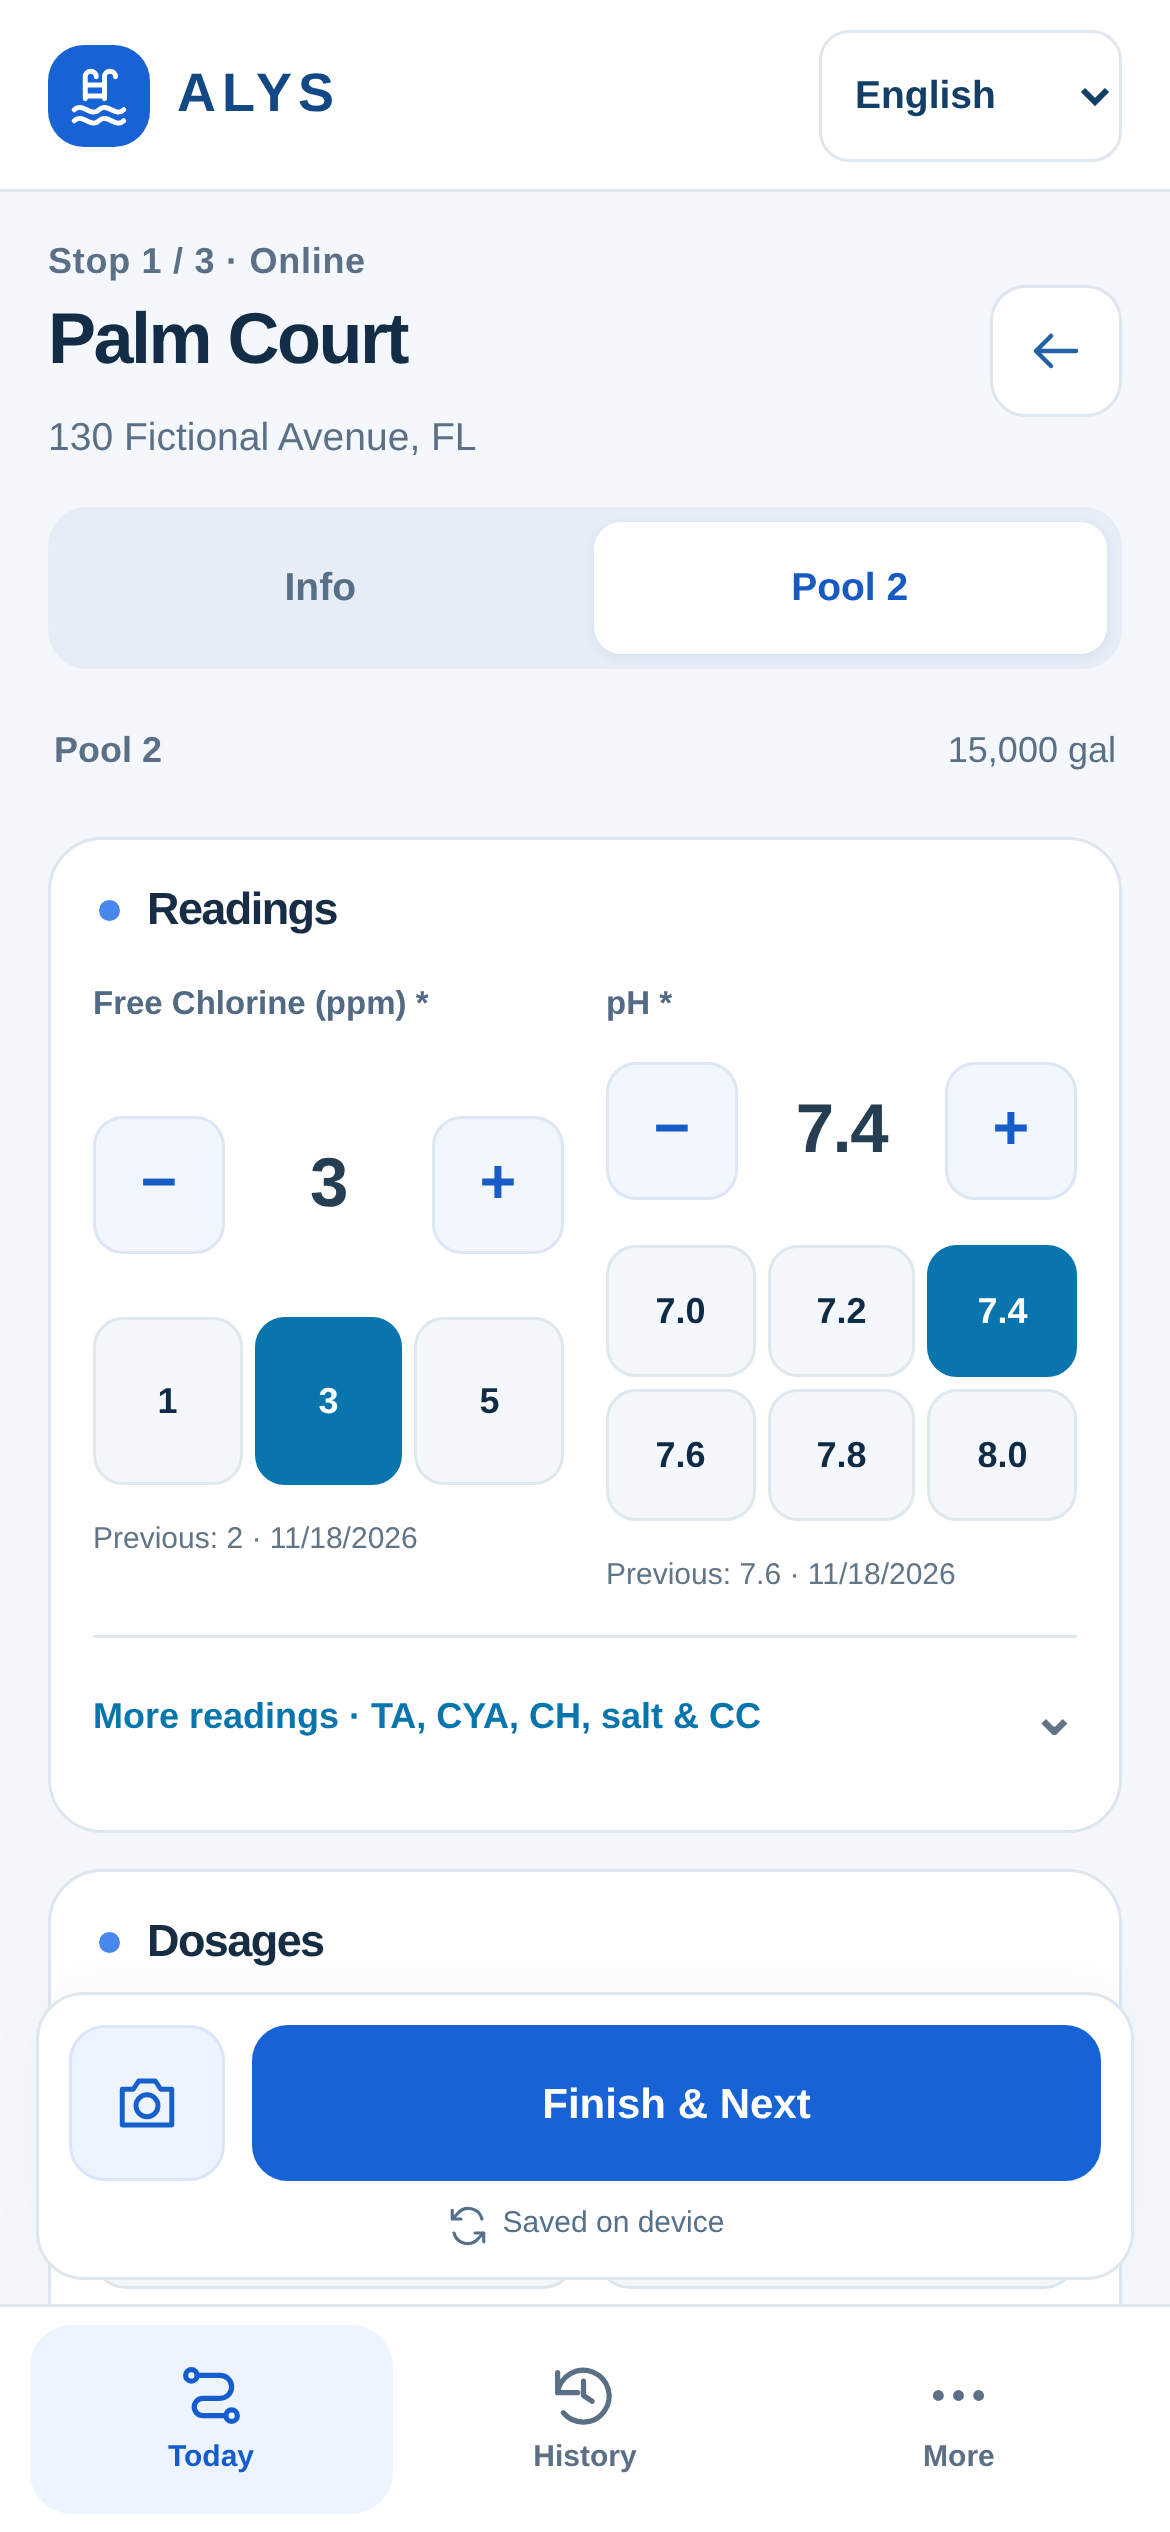 ALYS
English
Stop 1 / 3 · Online
Palm Court
130 Fictional Avenue, FL
Info
Pool 2
Pool 2
15,000 gal
Readings
Free Chlorine (ppm) *
− 3 +
1 3 5
Previous: 2 · 11/18/2026
pH *
− 7.4 +
7.0 7.2 7.4
7.6 7.8 8.0
Previous: 7.6 · 11/18/2026
More readings · TA, CYA, CH, salt & CC
Dosages
Finish & Next
Saved on device
Today
History
More